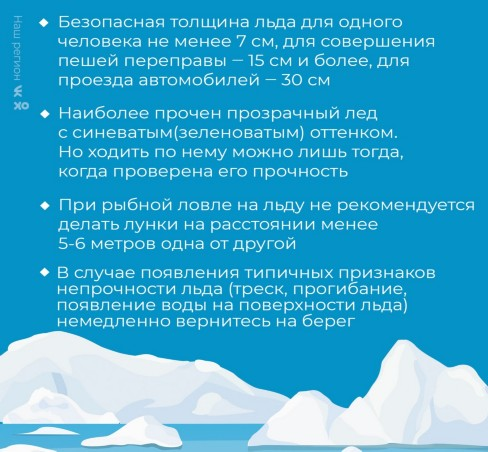 Наш регион
Безопасная толщина льда для одного
человека не менее 7 см, для совершения
пешей переправы – 15 см и более, для
проезда автомобилей – 30 см
Наиболее прочен прозрачный лед
с синеватым(зеленоватым) оттенком.
Но ходить по нему можно лишь тогда,
когда проверена его прочность
При рыбной ловле на льду не рекомендуется
делать лунки на расстоянии менее
5-6 метров одна от другой
В случае появления типичных признаков
непрочности льда (треск, прогибание,
появление воды на поверхности льда)
немедленно вернитесь на берег